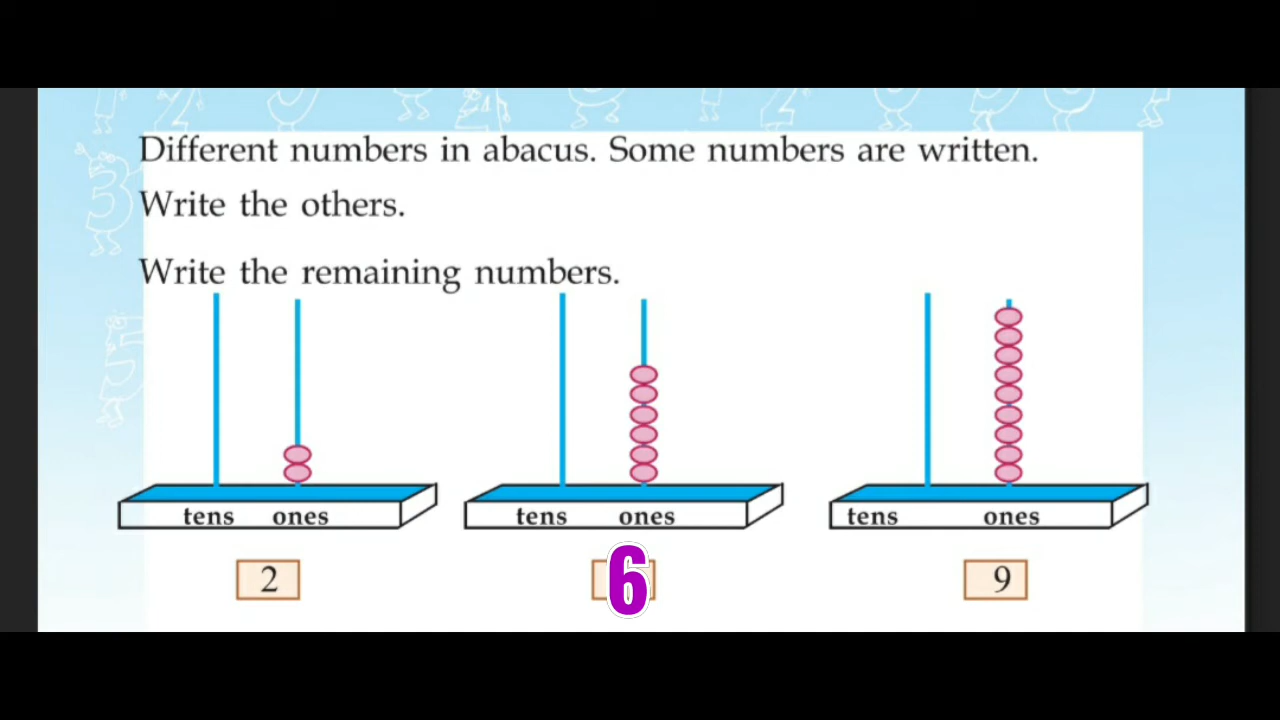 Different numbers in abacus. Some numbers are written.
Write the others.
Write the remaining numbers.
tens ones tens ones tens ones
2 6 9